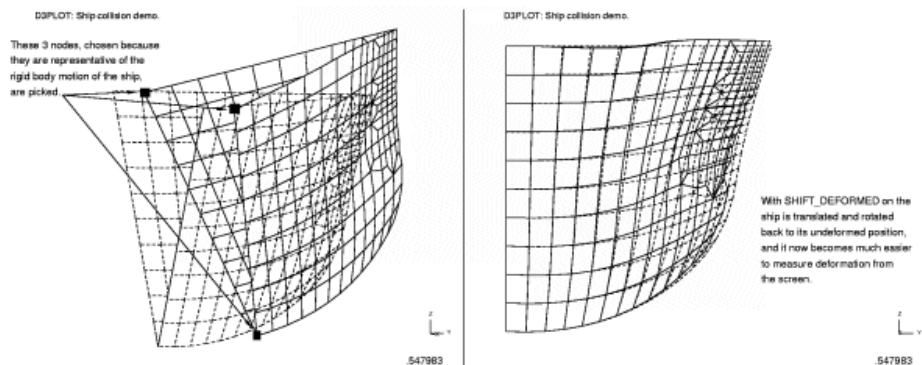 D3PLOT: Ship collision demo.
These 3 nodes, chosen because
they are representative of the
rigid body motion of the ship,
are picked
Z
Y
.547983
D3PLOT: Ship collision demo.
With SHIFT_DEFORMED on the
ship is translated and rotated
back to its undeformed position,
and it now becomes much easier
to measure deformation from
the screen.
Z
Y
.547983